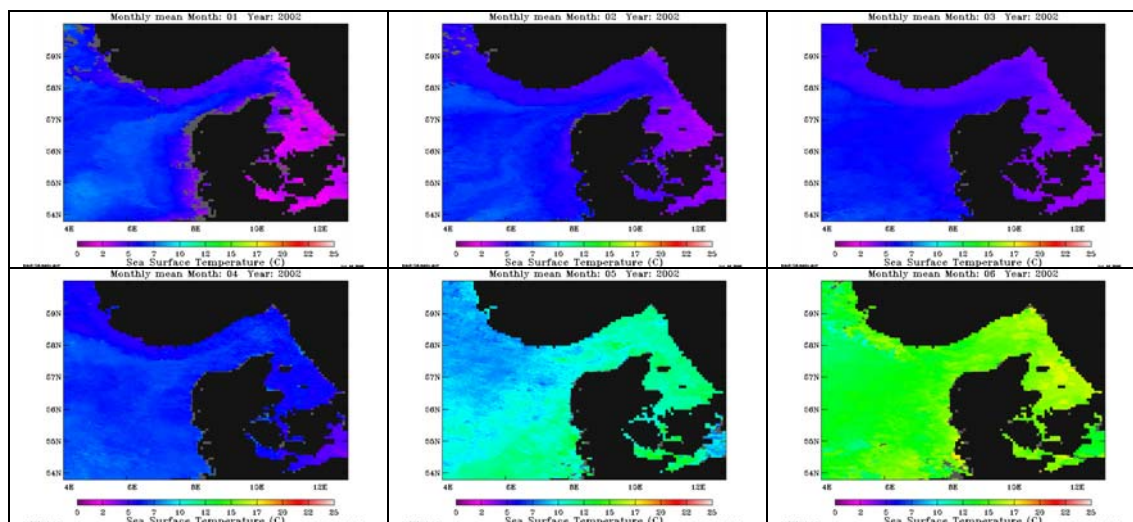 Monthly mean Month: 01 Year: 2002
59N
58N
57N
56N
55N
54N
4E 6E 8E 10E 12E
0 2 5 7 10 12 15 17 20 22 25
Sea Surface Temperature (C)
Monthly mean Month: 02 Year: 2002
59N
58N
57N
56N
55N
54N
4E 6E 8E 10E 12E
0 2 5 7 10 12 15 17 20 22 25
Sea Surface Temperature (C)
Monthly mean Month: 03 Year: 2002
59N
58N
57N
56N
55N
54N
4E 6E 8E 10E 12E
0 2 5 7 10 12 15 17 20 22 25
Sea Surface Temperature (C)
Monthly mean Month: 04 Year: 2002
59N
58N
57N
56N
55N
54N
4E 6E 8E 10E 12E
0 2 5 7 10 12 15 17 20 22 25
Sea Surface Temperature (C)
Monthly mean Month: 05 Year: 2002
59N
58N
57N
56N
55N
54N
4E 6E 8E 10E 12E
0 2 5 7 10 12 15 17 20 22 25
Sea Surface Temperature (C)
Monthly mean Month: 06 Year: 2002
59N
58N
57N
56N
55N
54N
4E 6E 8E 10E 12E
0 2 5 7 10 12 15 17 20 22 25
Sea Surface Temperature (C)